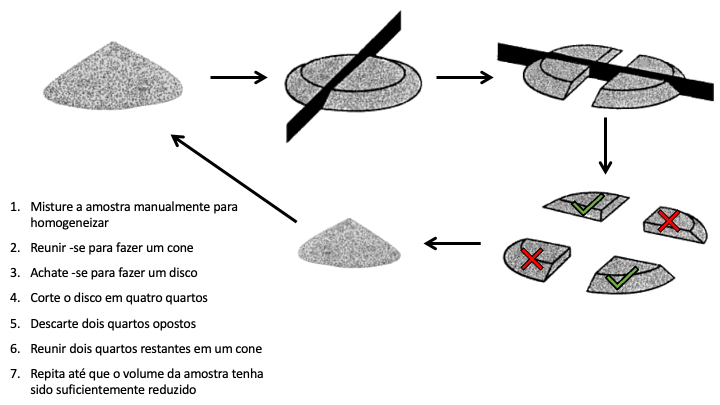 1. Misture a amostra manualmente para
homogeneizar
2. Reunir -se para fazer um cone
3. Achate -se para fazer um disco
4. Corte o disco em quatro quartos
5. Descarte dois quartos opostos
6. Reunir dois quartos restantes em um cone
7. Repita até que o volume da amostra tenha
sido suficientemente reduzido